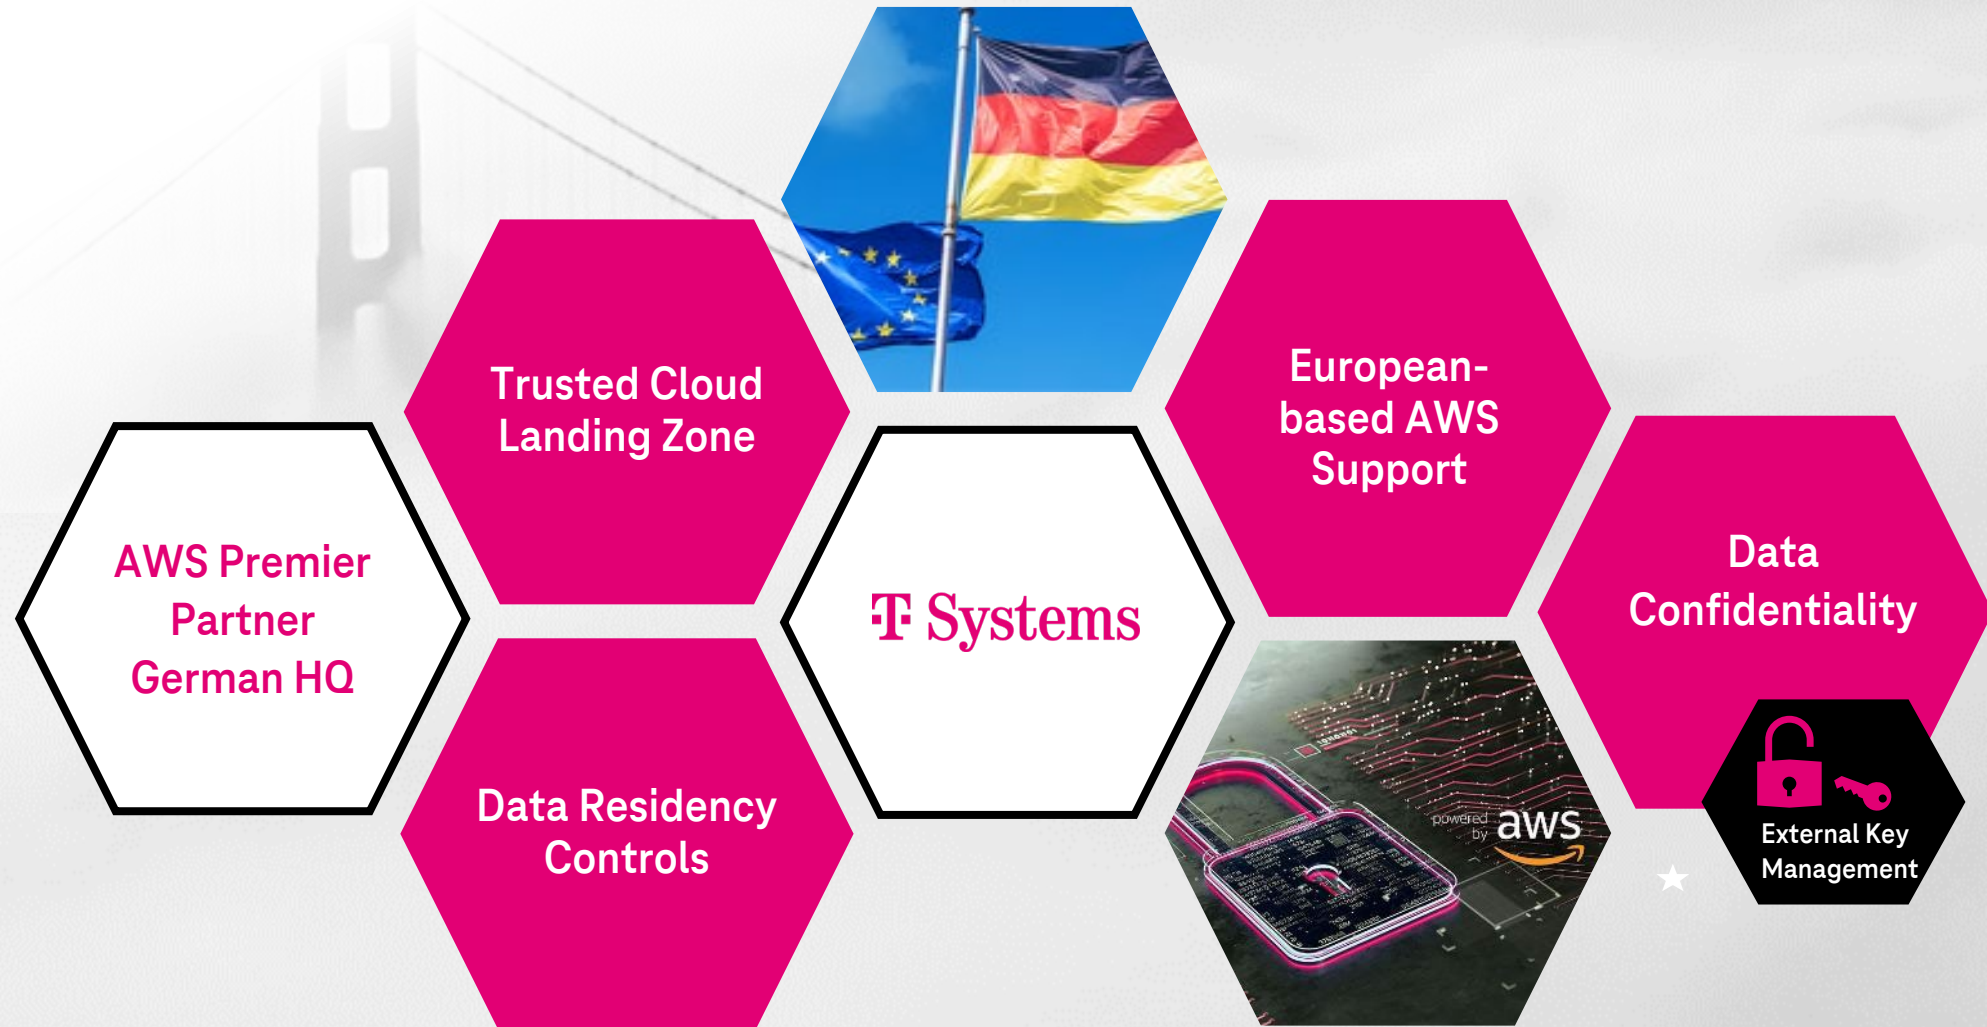 Trusted Cloud
Landing Zone
European-
based AWS
Support
AWS Premier
Partner
German HQ
T Systems
Data
Confidentiality
Data Residency
Controls
powered
by
aws
External Key
Management